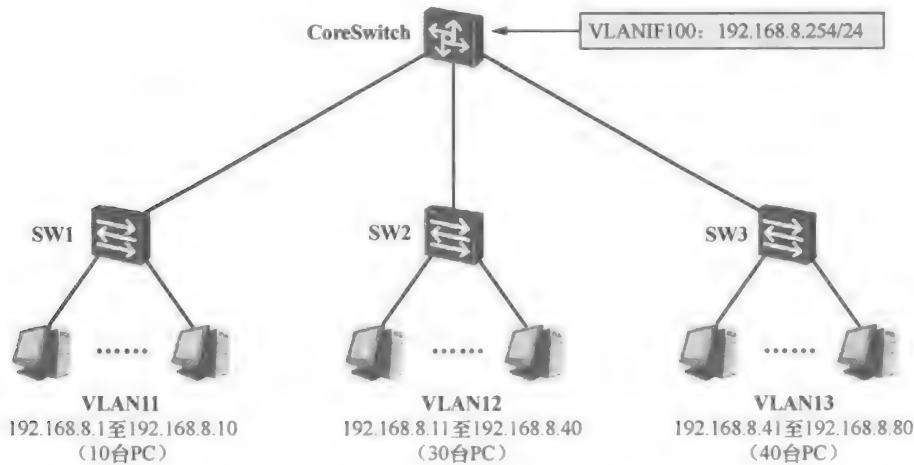 CoreSwitch
VLANIF100：192.168.8.254/24
SW1
SW2
SW3
……
……
……
VLAN11
192.168.8.1至192.168.8.10
（10台PC）
VLAN12
192.168.8.11至192.168.8.40
（30台PC）
VLAN13
192.168.8.41至192.168.8.80
（40台PC）